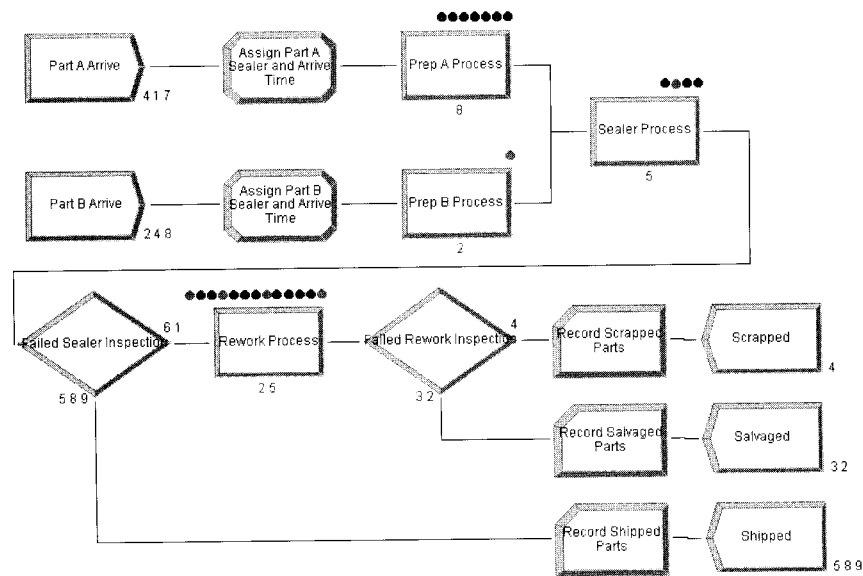 Part A Arrive
417
Assign Part A
Sealer and Arrive
Time
Prep A Process
8
Sealer Process
5
Part B Arrive
248
Assign Part B
Sealer and Arrive
Time
Prep B Process
2
Failed Sealer Inspection
61
589
Rework Process
25
Failed Rework Inspection
4
32
Record Scrapped
Parts
Scrapped
4
Record Salvaged
Parts
Salvaged
32
Record Shipped
Parts
Shipped
589